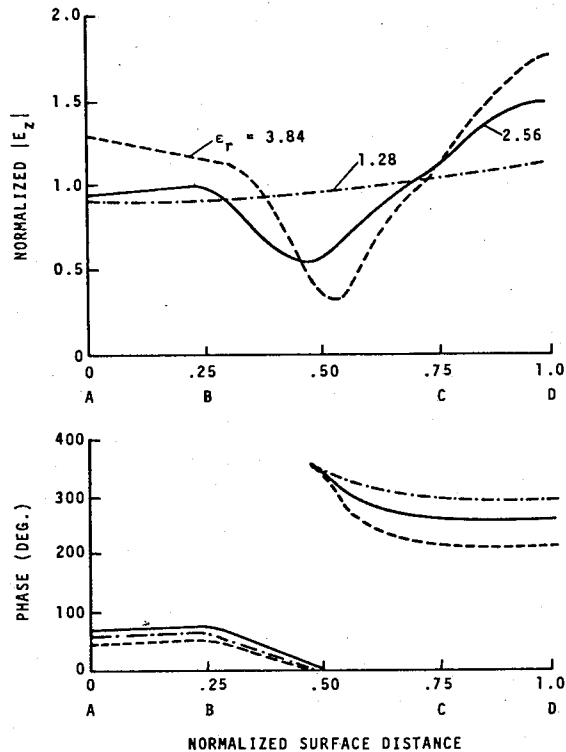 2.0
1.5
1.0
0.5
0
NORMALIZED |E_z|
ε_r = 3.84
1.28
2.56
0 .25 .50 .75 1.0
A B C D
400
300
200
100
0
PHASE (DEG.)
0 .25 .50 .75 1.0
A B C D
NORMALIZED SURFACE DISTANCE